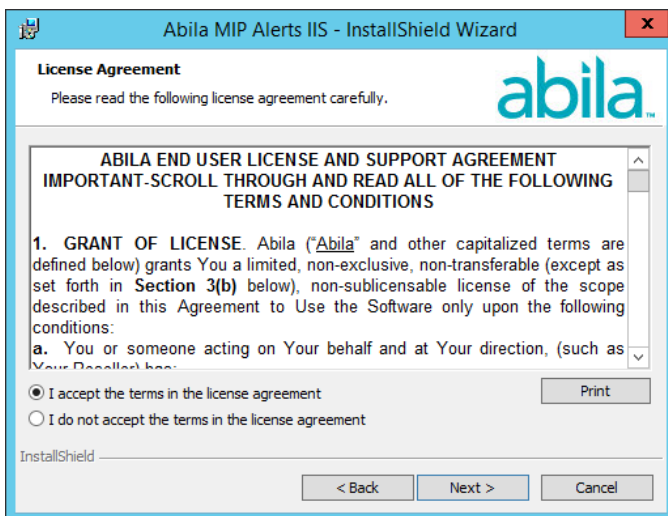 Abila MIP Alerts IIS - InstallShield Wizard
x
License Agreement
Please read the following license agreement carefully.
abila
ABILA END USER LICENSE AND SUPPORT AGREEMENT
IMPORTANT-SCROLL THROUGH AND READ ALL OF THE FOLLOWING
TERMS AND CONDITIONS
1. GRANT OF LICENSE. Abila (“Abila” and other capitalized terms are
defined below) grants You a limited, non-exclusive, non-transferable (except as
set forth in Section 3(b) below), non-sublicensable license of the scope
described in this Agreement to Use the Software only upon the following
conditions:
a. You or someone acting on Your behalf and at Your direction, (such as
Your Reseller) has:
I accept the terms in the license agreement
Print
I do not accept the terms in the license agreement
InstallShield
< Back
Next >
Cancel